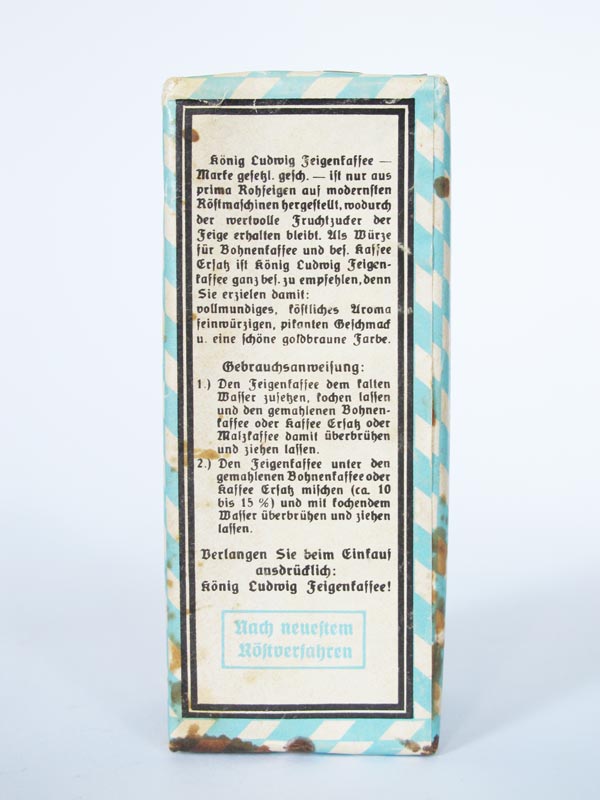 König Ludwig Feigenkaffee —
Marke gesetzl. gesch. — ist nur aus
prima Rohfeigen auf modernsten
Röstmaschinen hergestellt, wodurch
der wertvolle Fruchtzucker der
Feige erhalten bleibt. Als Würze
für Bohnenkaffee und bes. Kaffee
Ersatz ist König Ludwig Feigen-
kaffee ganz bes. zu empfehlen, denn
Sie erzielen damit:
vollmundiges, köstliches Aroma
feinwürzigen, pikanten Geschmack
u. eine schöne goldbraune Farbe.
Gebrauchsanweisung:
1.) Den Feigenkaffee dem kalten
Wasser zusetzen, kochen lassen
und den gemahlenen Bohnen-
kaffee oder Kaffee Ersatz oder
Malzkaffee damit überbrühen
und ziehen lassen.
2.) Den Feigenkaffee unter den
gemahlenen Bohnenkaffee oder
Kaffee Ersatz mischen (ca. 10
bis 15 %) und mit kochendem
Wasser überbrühen und ziehen
lassen.
Verlangen Sie beim Einkauf
ausdrücklich:
König Ludwig Feigenkaffee!
Nach neuestem
Röstverfahren